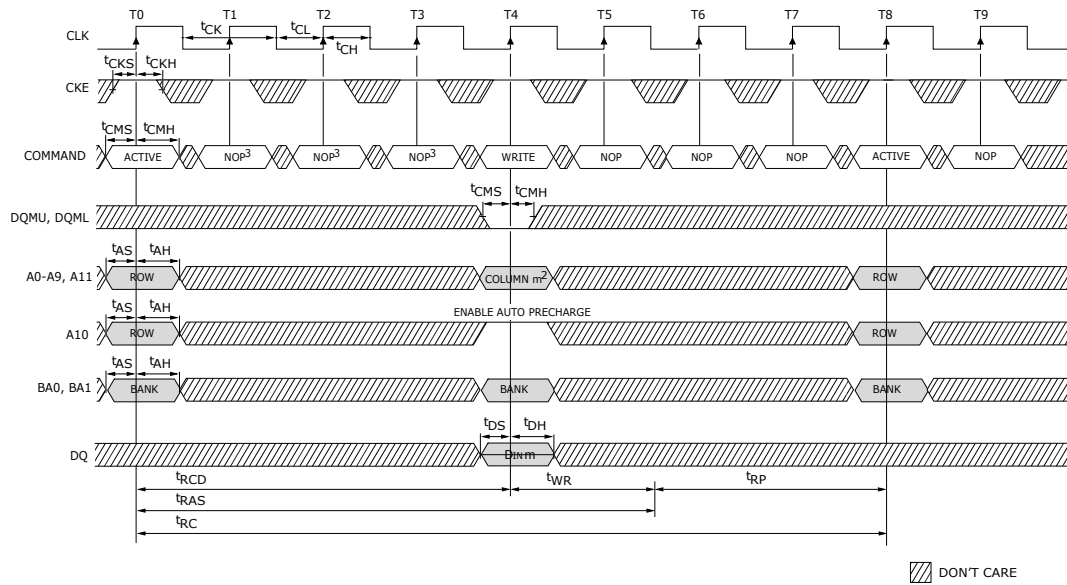 T0 T1 T2 T3 T4 T5 T6 T7 T8 T9
CLK tCK tCL tCH
tCKS tCKH
CKE
tCMS tCMH
COMMAND ACTIVE NOP3 NOP3 NOP3 WRITE NOP NOP NOP ACTIVE NOP
tCMS tCMH
DQMU, DQML
tAS tAH
A0-A9, A11 ROW COLUMN m2 ROW
ENABLE AUTO PRECHARGE
tAS tAH
A10 ROW ROW
tAS tAH
BA0, BA1 BANK BANK BANK
tDS tDH
DQ DIN m
tRCD tWR tRP
tRAS
tRC
DON'T CARE